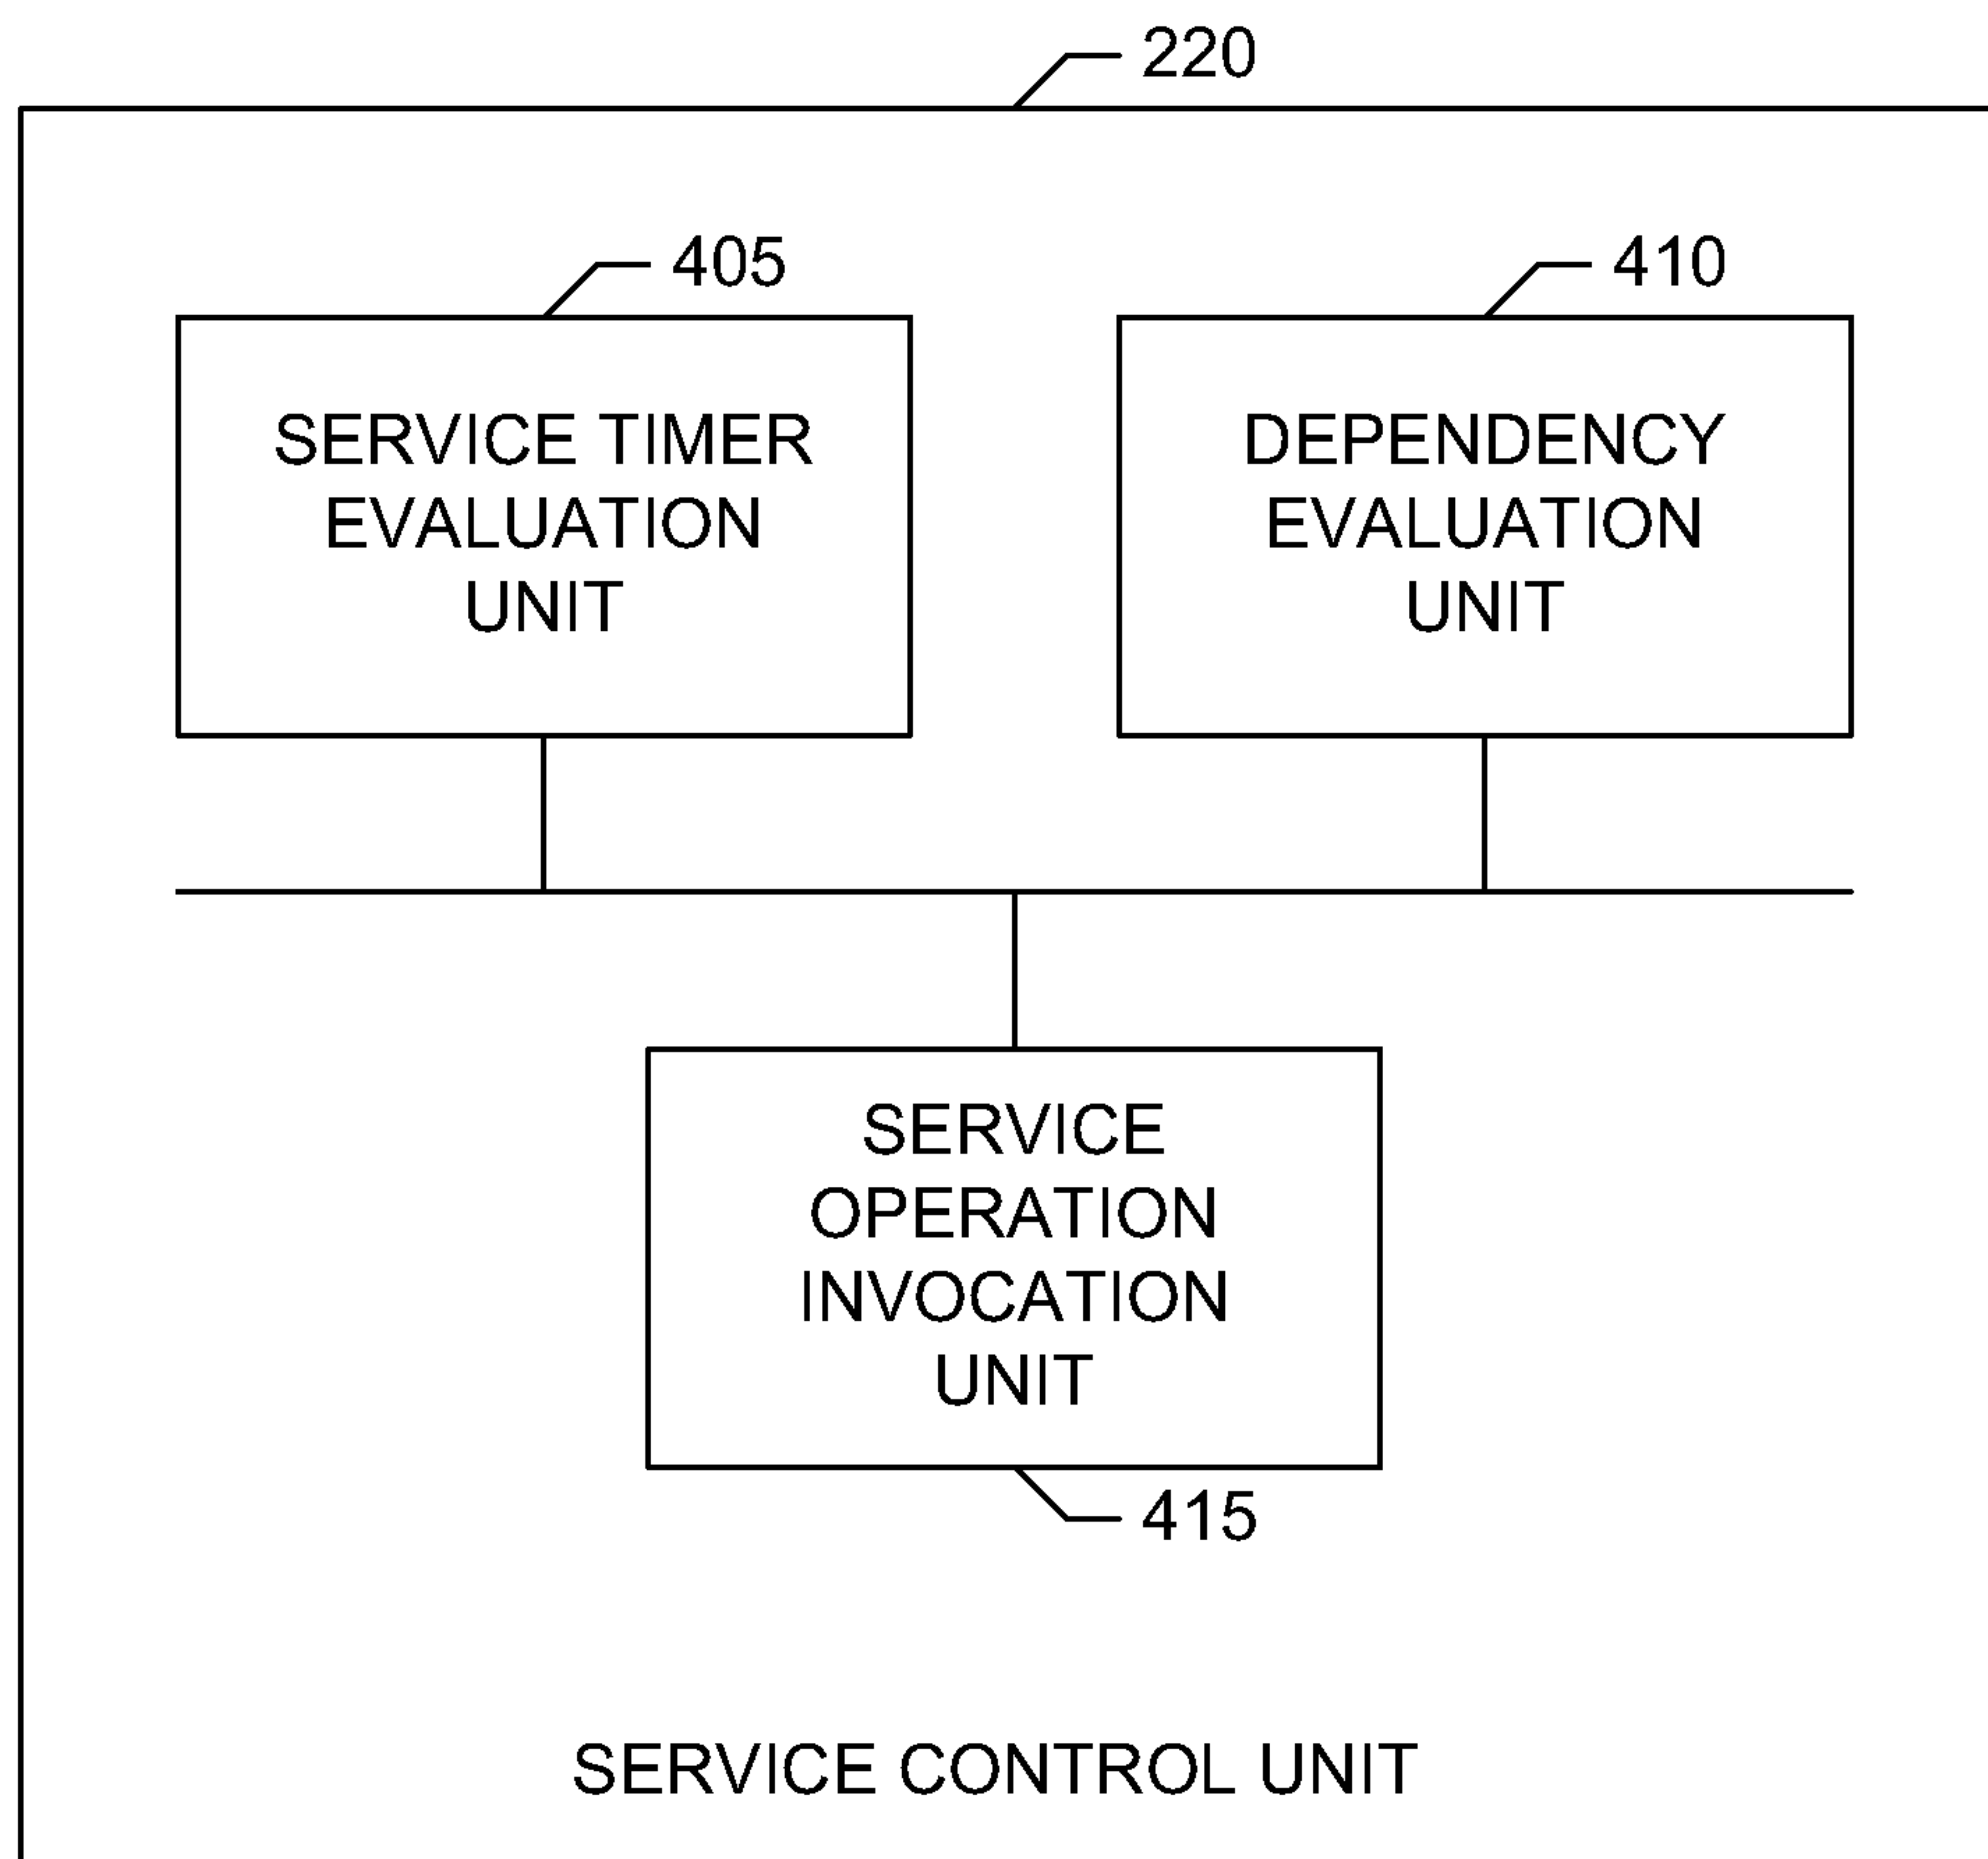 220
405
410
SERVICE TIMER
EVALUATION
UNIT
DEPENDENCY
EVALUATION
UNIT
SERVICE
OPERATION
INVOCATION
UNIT
415
SERVICE CONTROL UNIT